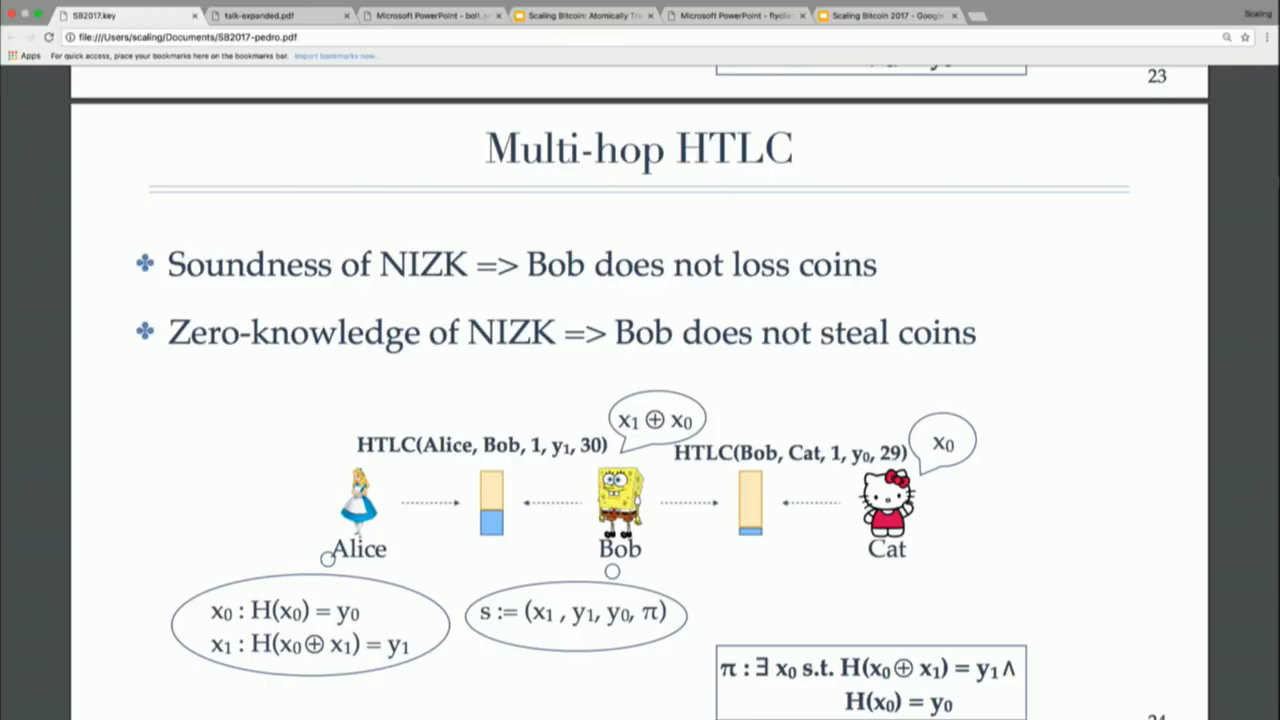 Scaling
SB2017.key
talk-expanded.pdf
Microsoft PowerPoint - bolt
Scaling Bitcoin: Atomically Tr
Microsoft PowerPoint - flyclie
Scaling Bitcoin 2017 - Google
file:///Users/scaling/Documents/SB2017-pedro.pdf
Apps
For quick access, place your bookmarks here on the bookmarks bar. Import bookmarks now...
23
Multi-hop HTLC
Soundness of NIZK => Bob does not loss coins
Zero-knowledge of NIZK => Bob does not steal coins
x₁ ⊕ x₀
HTLC(Alice, Bob, 1, y₁, 30)
HTLC(Bob, Cat, 1, y₀, 29)
x₀
Alice
Bob
Cat
x₀ : H(x₀) = y₀
x₁ : H(x₀ ⊕ x₁) = y₁
s := (x₁ , y₁, y₀, π)
π : ∃ x₀ s.t. H(x₀ ⊕ x₁) = y₁ ∧
H(x₀) = y₀